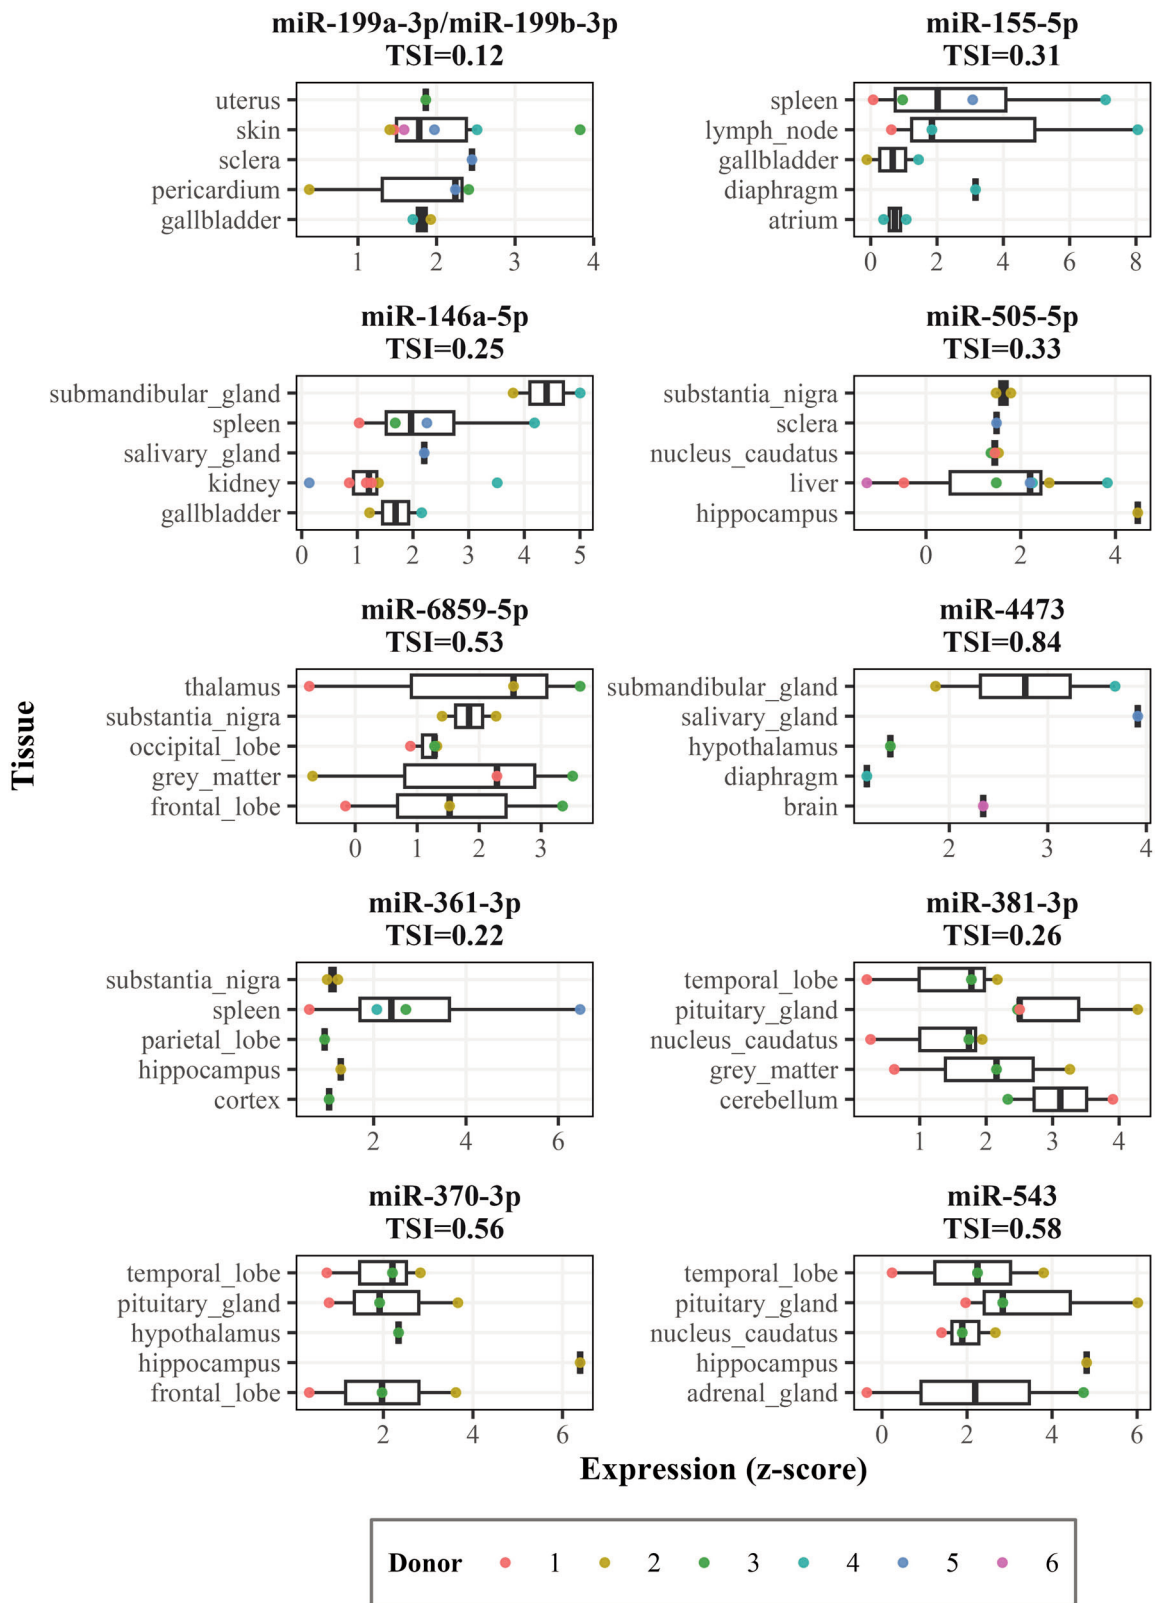 miR-199a-3p/miR-199b-3p
TSI=0.12
uterus
skin
sclera
pericardium
gallbladder
1 2 3 4
miR-155-5p
TSI=0.31
spleen
lymph_node
gallbladder
diaphragm
atrium
0 2 4 6 8
miR-146a-5p
TSI=0.25
submandibular_gland
spleen
salivary_gland
kidney
gallbladder
0 1 2 3 4 5
miR-505-5p
TSI=0.33
substantia_nigra
sclera
nucleus_caudatus
liver
hippocampus
0 2 4
miR-6859-5p
TSI=0.53
thalamus
substantia_nigra
occipital_lobe
grey_matter
frontal_lobe
0 1 2 3
miR-4473
TSI=0.84
submandibular_gland
salivary_gland
hypothalamus
diaphragm
brain
2 3 4
Tissue
miR-361-3p
TSI=0.22
substantia_nigra
spleen
parietal_lobe
hippocampus
cortex
2 4 6
miR-381-3p
TSI=0.26
temporal_lobe
pituitary_gland
nucleus_caudatus
grey_matter
cerebellum
1 2 3 4
miR-370-3p
TSI=0.56
temporal_lobe
pituitary_gland
hypothalamus
hippocampus
frontal_lobe
2 4 6
miR-543
TSI=0.58
temporal_lobe
pituitary_gland
nucleus_caudatus
hippocampus
adrenal_gland
0 2 4 6
Expression (z-score)
Donor 1 2 3 4 5 6